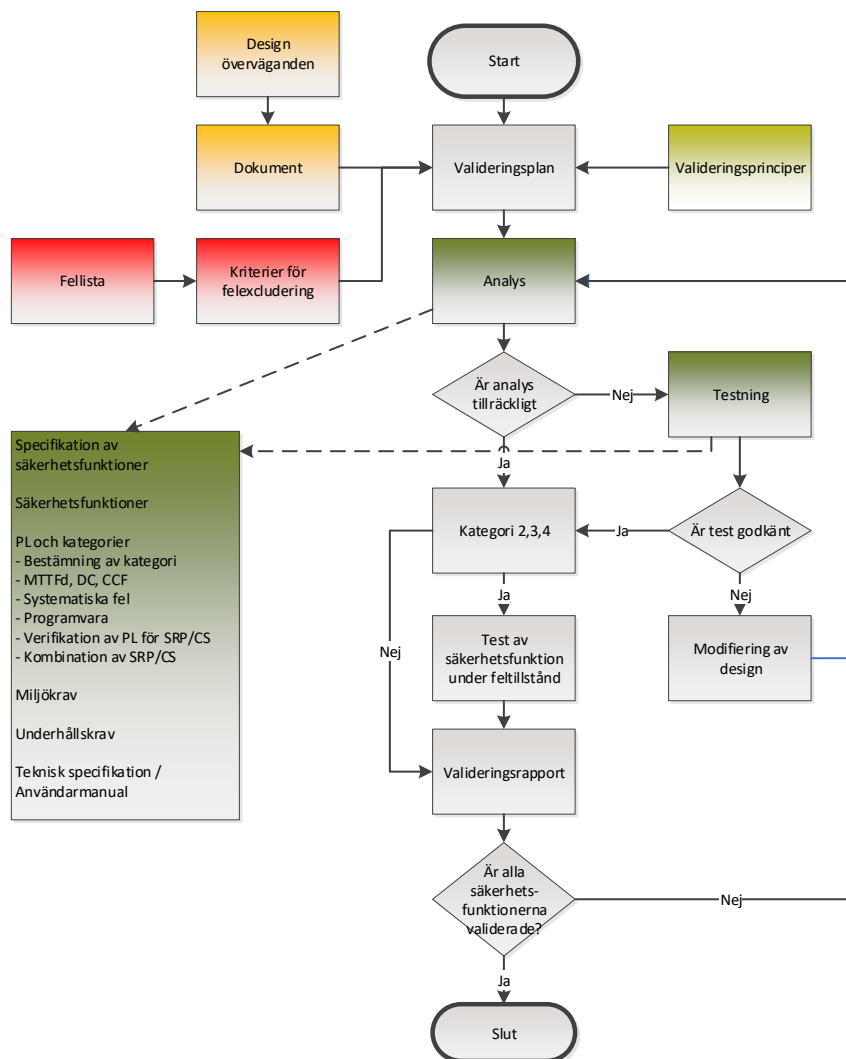 Design
överväganden
Start
Dokument
Valideringsplan
Valideringsprinciper
Fellista
Kriterier för
felexcludering
Analys
Är analys
tillräckligt
Nej
Testning
Ja
Specifikation av
säkerhetsfunktioner
Säkerhetsfunktioner
PL och kategorier
- Bestämning av kategori
- MTTFd, DC, CCF
- Systematiska fel
- Programvara
- Verifikation av PL för SRP/CS
- Kombination av SRP/CS
Miljökrav
Underhållskrav
Teknisk specifikation /
Användarmanual
Kategori 2,3,4
Ja
Är test godkänt
Ja
Nej
Nej
Test av
säkerhetsfunktion
under feltillstånd
Modifiering av
design
Valideringsrapport
Är alla
säkerhets-
funktionerna
validerade?
Nej
Ja
Slut